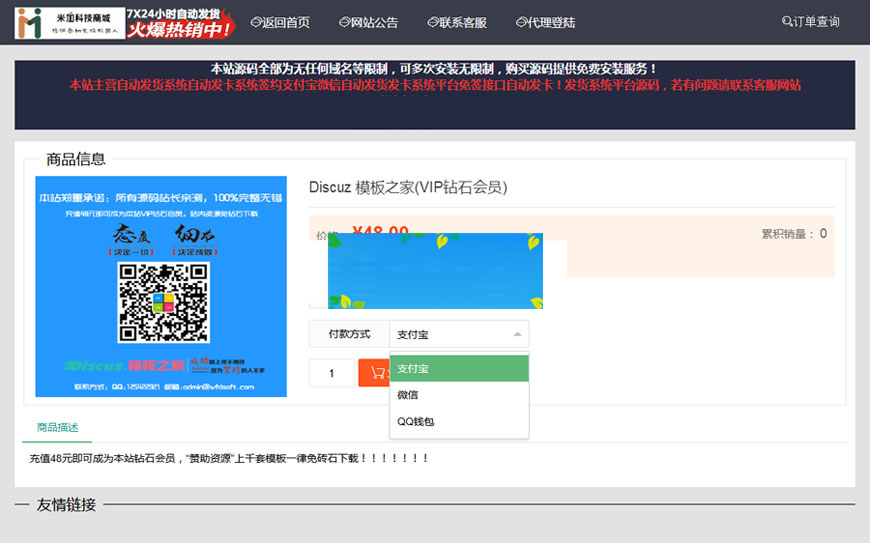 米加科技商城
7X24小时自动发货
火爆热销中!
返回首页
网站公告
联系客服
代理登陆
订单查询
本站源码全部为无任何域名等限制,可多次安装无限制,购买源码提供免费安装服务!
本站主营自动发货系统自动发卡系统签约支付宝微信自动发货发卡系统平台免签接口自动发卡!发货系统平台源码,若有问题请联系客服网站
商品信息
本站郑重承诺:所有源码站长亲测,100%完整无错
充值48元即可成为本站VIP钻石会员,站内资源免钻石下载
态度 细节
【决定一切】 【决定成败】
Discuz 模板之家
联系方式:QQ:
邮箱:admin@wfdsoft.com
Discuz 模板之家(VIP钻石会员)
价格 ¥48.00
累积销量: 0
付款方式 支付宝
1
支付宝
微信
QQ钱包
商品描述
充值48元即可成为本站钻石会员,“赞助资源”上千套模板一律免砖石下载!!!!!!!
友情链接